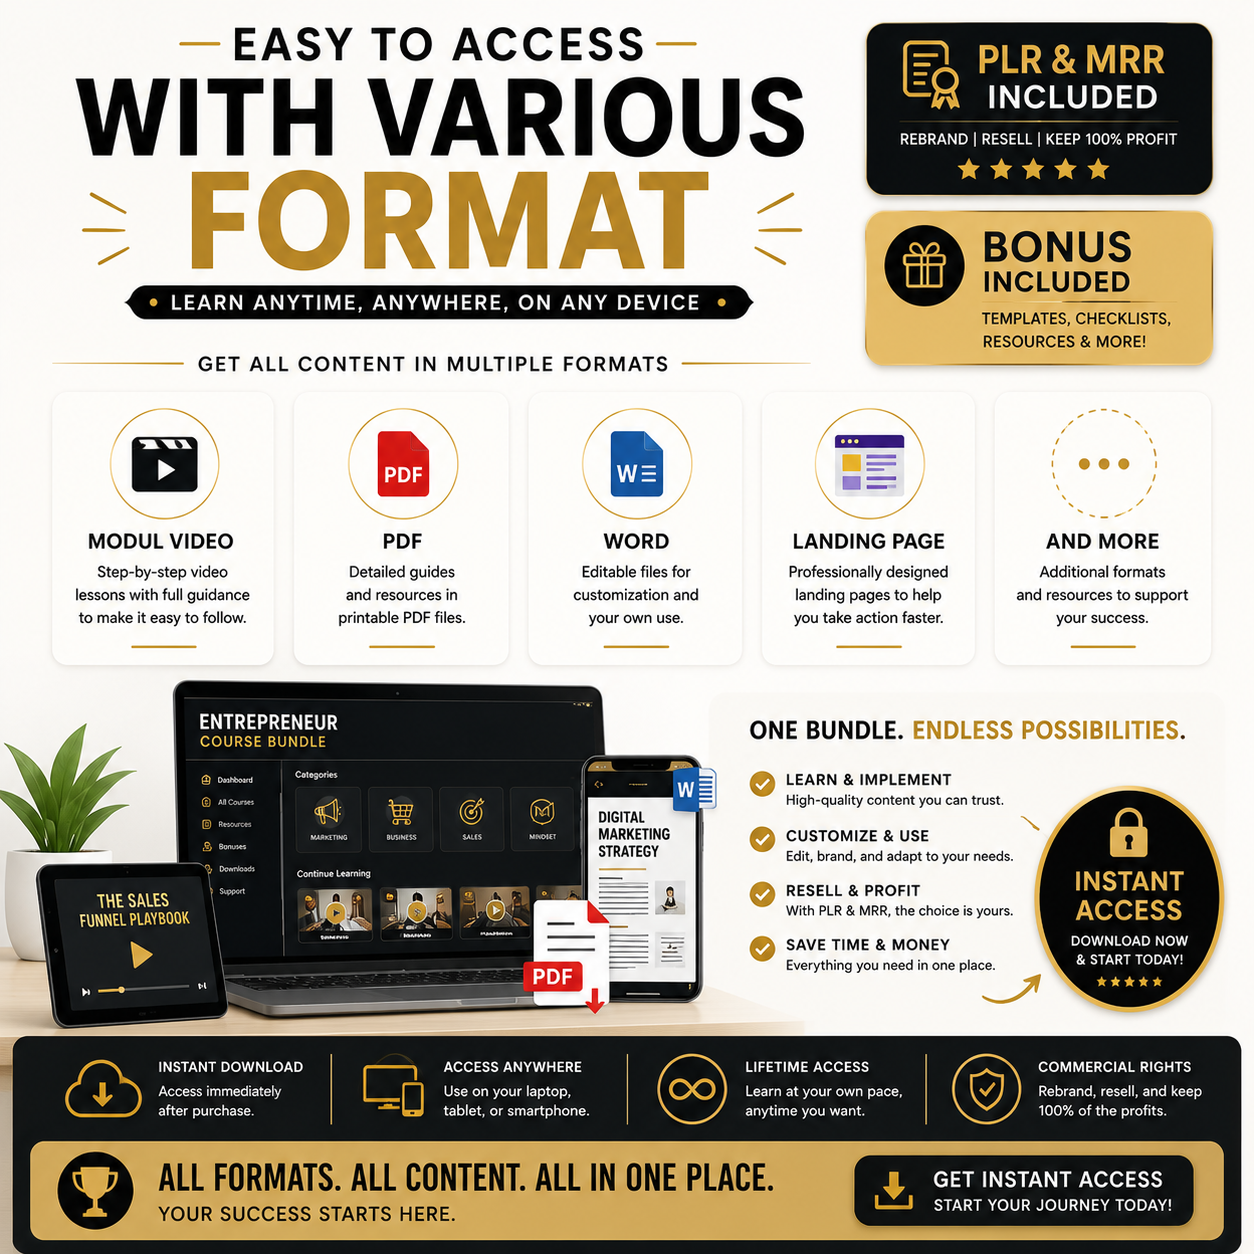 EASY TO ACCESS
WITH VARIOUS
FORMAT
LEARN ANYTIME, ANYWHERE, ON ANY DEVICE
PLR & MRR
INCLUDED
REBRAND | RESELL | KEEP 100% PROFIT
BONUS
INCLUDED
TEMPLATES, CHECKLISTS,
RESOURCES & MORE!
GET ALL CONTENT IN MULTIPLE FORMATS
MODUL VIDEO
Step-by-step video
lessons with full guidance
to make it easy to follow.
PDF
PDF
Detailed guides
and resources in
printable PDF files.
W
WORD
Editable files for
customization and
your own use.
LANDING PAGE
Professionally designed
landing pages to help
you take action faster.
AND MORE
Additional formats
and resources to support
your success.
ENTREPRENEUR
COURSE BUNDLE
Dashboard
All Courses
Resources
Bonuses
Downloads
Support
Categories
MARKETING
BUSINESS
SALES
MINDSET
Continue Learning
THE SALES
FUNNEL PLAYBOOK
W
DIGITAL
MARKETING
STRATEGY
PDF
ONE BUNDLE. ENDLESS POSSIBILITIES.
LEARN & IMPLEMENT
High-quality content you can trust.
CUSTOMIZE & USE
Edit, brand, and adapt to your needs.
RESELL & PROFIT
With PLR & MRR, the choice is yours.
SAVE TIME & MONEY
Everything you need in one place.
INSTANT
ACCESS
DOWNLOAD NOW
& START TODAY!
INSTANT DOWNLOAD
Access immediately
after purchase.
ACCESS ANYWHERE
Use on your laptop,
tablet, or smartphone.
LIFETIME ACCESS
Learn at your own pace,
anytime you want.
COMMERCIAL RIGHTS
Rebrand, resell, and keep
100% of the profits.
ALL FORMATS. ALL CONTENT. ALL IN ONE PLACE.
YOUR SUCCESS STARTS HERE.
GET INSTANT ACCESS
START YOUR JOURNEY TODAY!